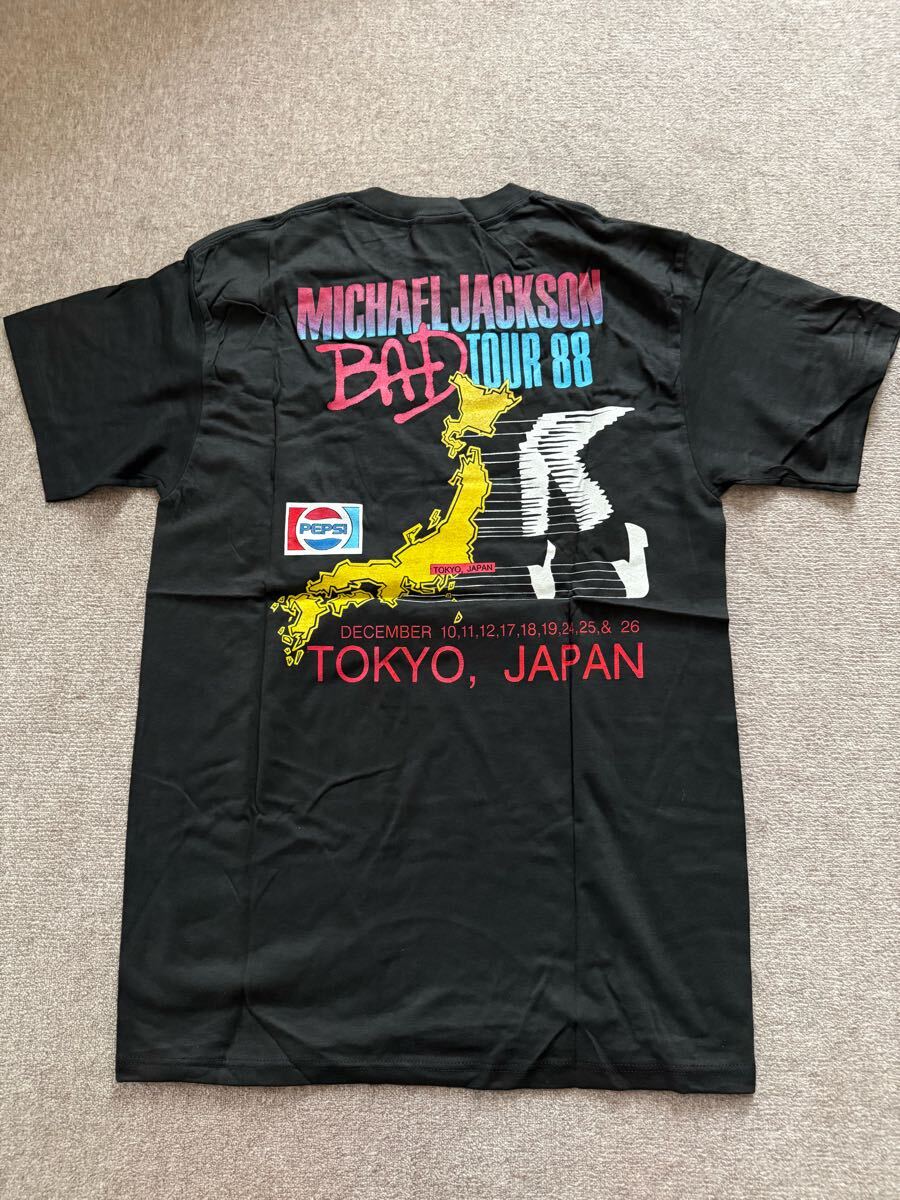 MICHAEL JACKSON
BAD TOUR 88
PEPSI
TOKYO, JAPAN
DECEMBER 10,11,12,17,18,19,24,25,& 26
TOKYO, JAPAN